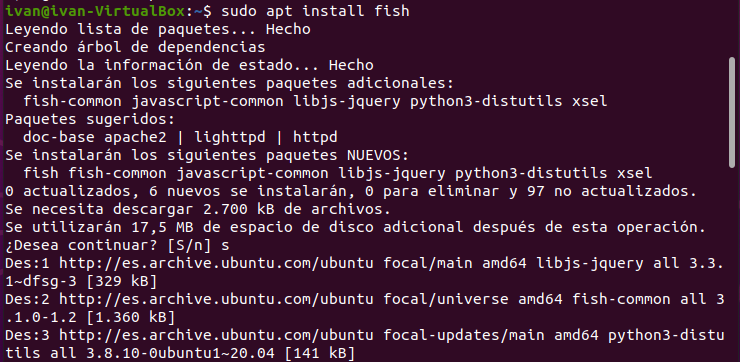 ivan@ivan-VirtualBox:~$ sudo apt install fish
Leyendo lista de paquetes... Hecho
Creando árbol de dependencias
Leyendo la información de estado... Hecho
Se instalarán los siguientes paquetes adicionales:
  fish-common javascript-common libjs-jquery python3-distutils xsel
Paquetes sugeridos:
  doc-base apache2 | lighttpd | httpd
Se instalarán los siguientes paquetes NUEVOS:
  fish fish-common javascript-common libjs-jquery python3-distutils xsel
0 actualizados, 6 nuevos se instalarán, 0 para eliminar y 97 no actualizados.
Se necesita descargar 2.700 kB de archivos.
Se utilizarán 17,5 MB de espacio de disco adicional después de esta operación.
¿Desea continuar? [S/n] s
Des:1 http://es.archive.ubuntu.com/ubuntu focal/main amd64 libjs-jquery all 3.3.
1~dfsg-3 [329 kB]
Des:2 http://es.archive.ubuntu.com/ubuntu focal/universe amd64 fish-common all 3
.1.0-1.2 [1.360 kB]
Des:3 http://es.archive.ubuntu.com/ubuntu focal-updates/main amd64 python3-distu
tils all 3.8.10-0ubuntu1~20.04 [141 kB]